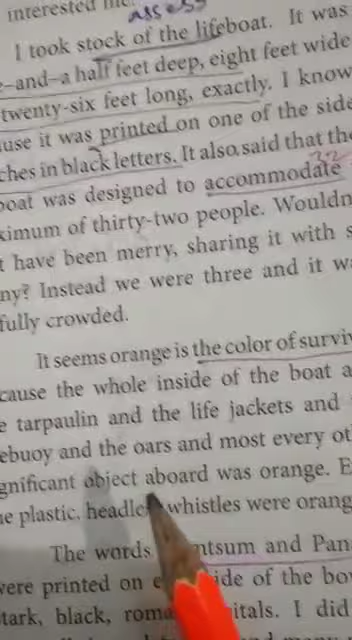 interested me.
assess
I took stock of the lifeboat. It was
-and-a half feet deep, eight feet wide
twenty-six feet long, exactly. I know
use it was printed on one of the side
ches in black letters. It also said that the
32
boat was designed to accommodate
ximum of thirty-two people. Wouldn
t have been merry, sharing it with s
ny? Instead we were three and it wa
fully crowded.
It seems orange is the color of surviv
cause the whole inside of the boat a
e tarpaulin and the life jackets and
ebuoy and the oars and most every ot
gnificant object aboard was orange. E
e plastic, headle whistles were orang
The words ntsum and Pan
were printed on e ide of the bo
tark, black, roma itals. I did